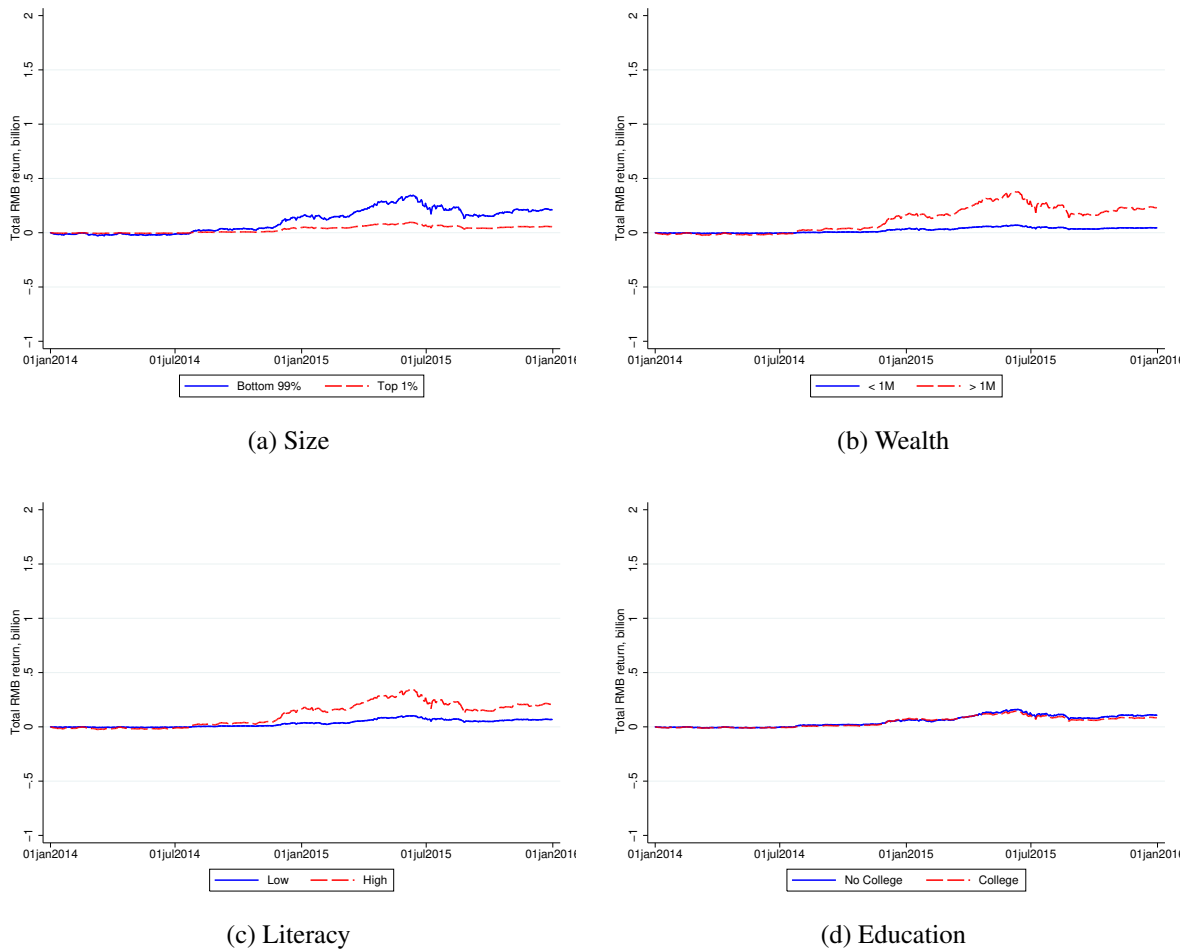 Total RMB return, billion
2
1.5
1
.5
0
-.5
-1
01jan2014 01jul2014 01jan2015 01jul2015 01jan2016
Bottom 99% Top 1%
(a) Size
Total RMB return, billion
2
1.5
1
.5
0
-.5
-1
01jan2014 01jul2014 01jan2015 01jul2015 01jan2016
< 1M > 1M
(b) Wealth
Total RMB return, billion
2
1.5
1
.5
0
-.5
-1
01jan2014 01jul2014 01jan2015 01jul2015 01jan2016
Low High
(c) Literacy
Total RMB return, billion
2
1.5
1
.5
0
-.5
-1
01jan2014 01jul2014 01jan2015 01jul2015 01jan2016
No College College
(d) Education